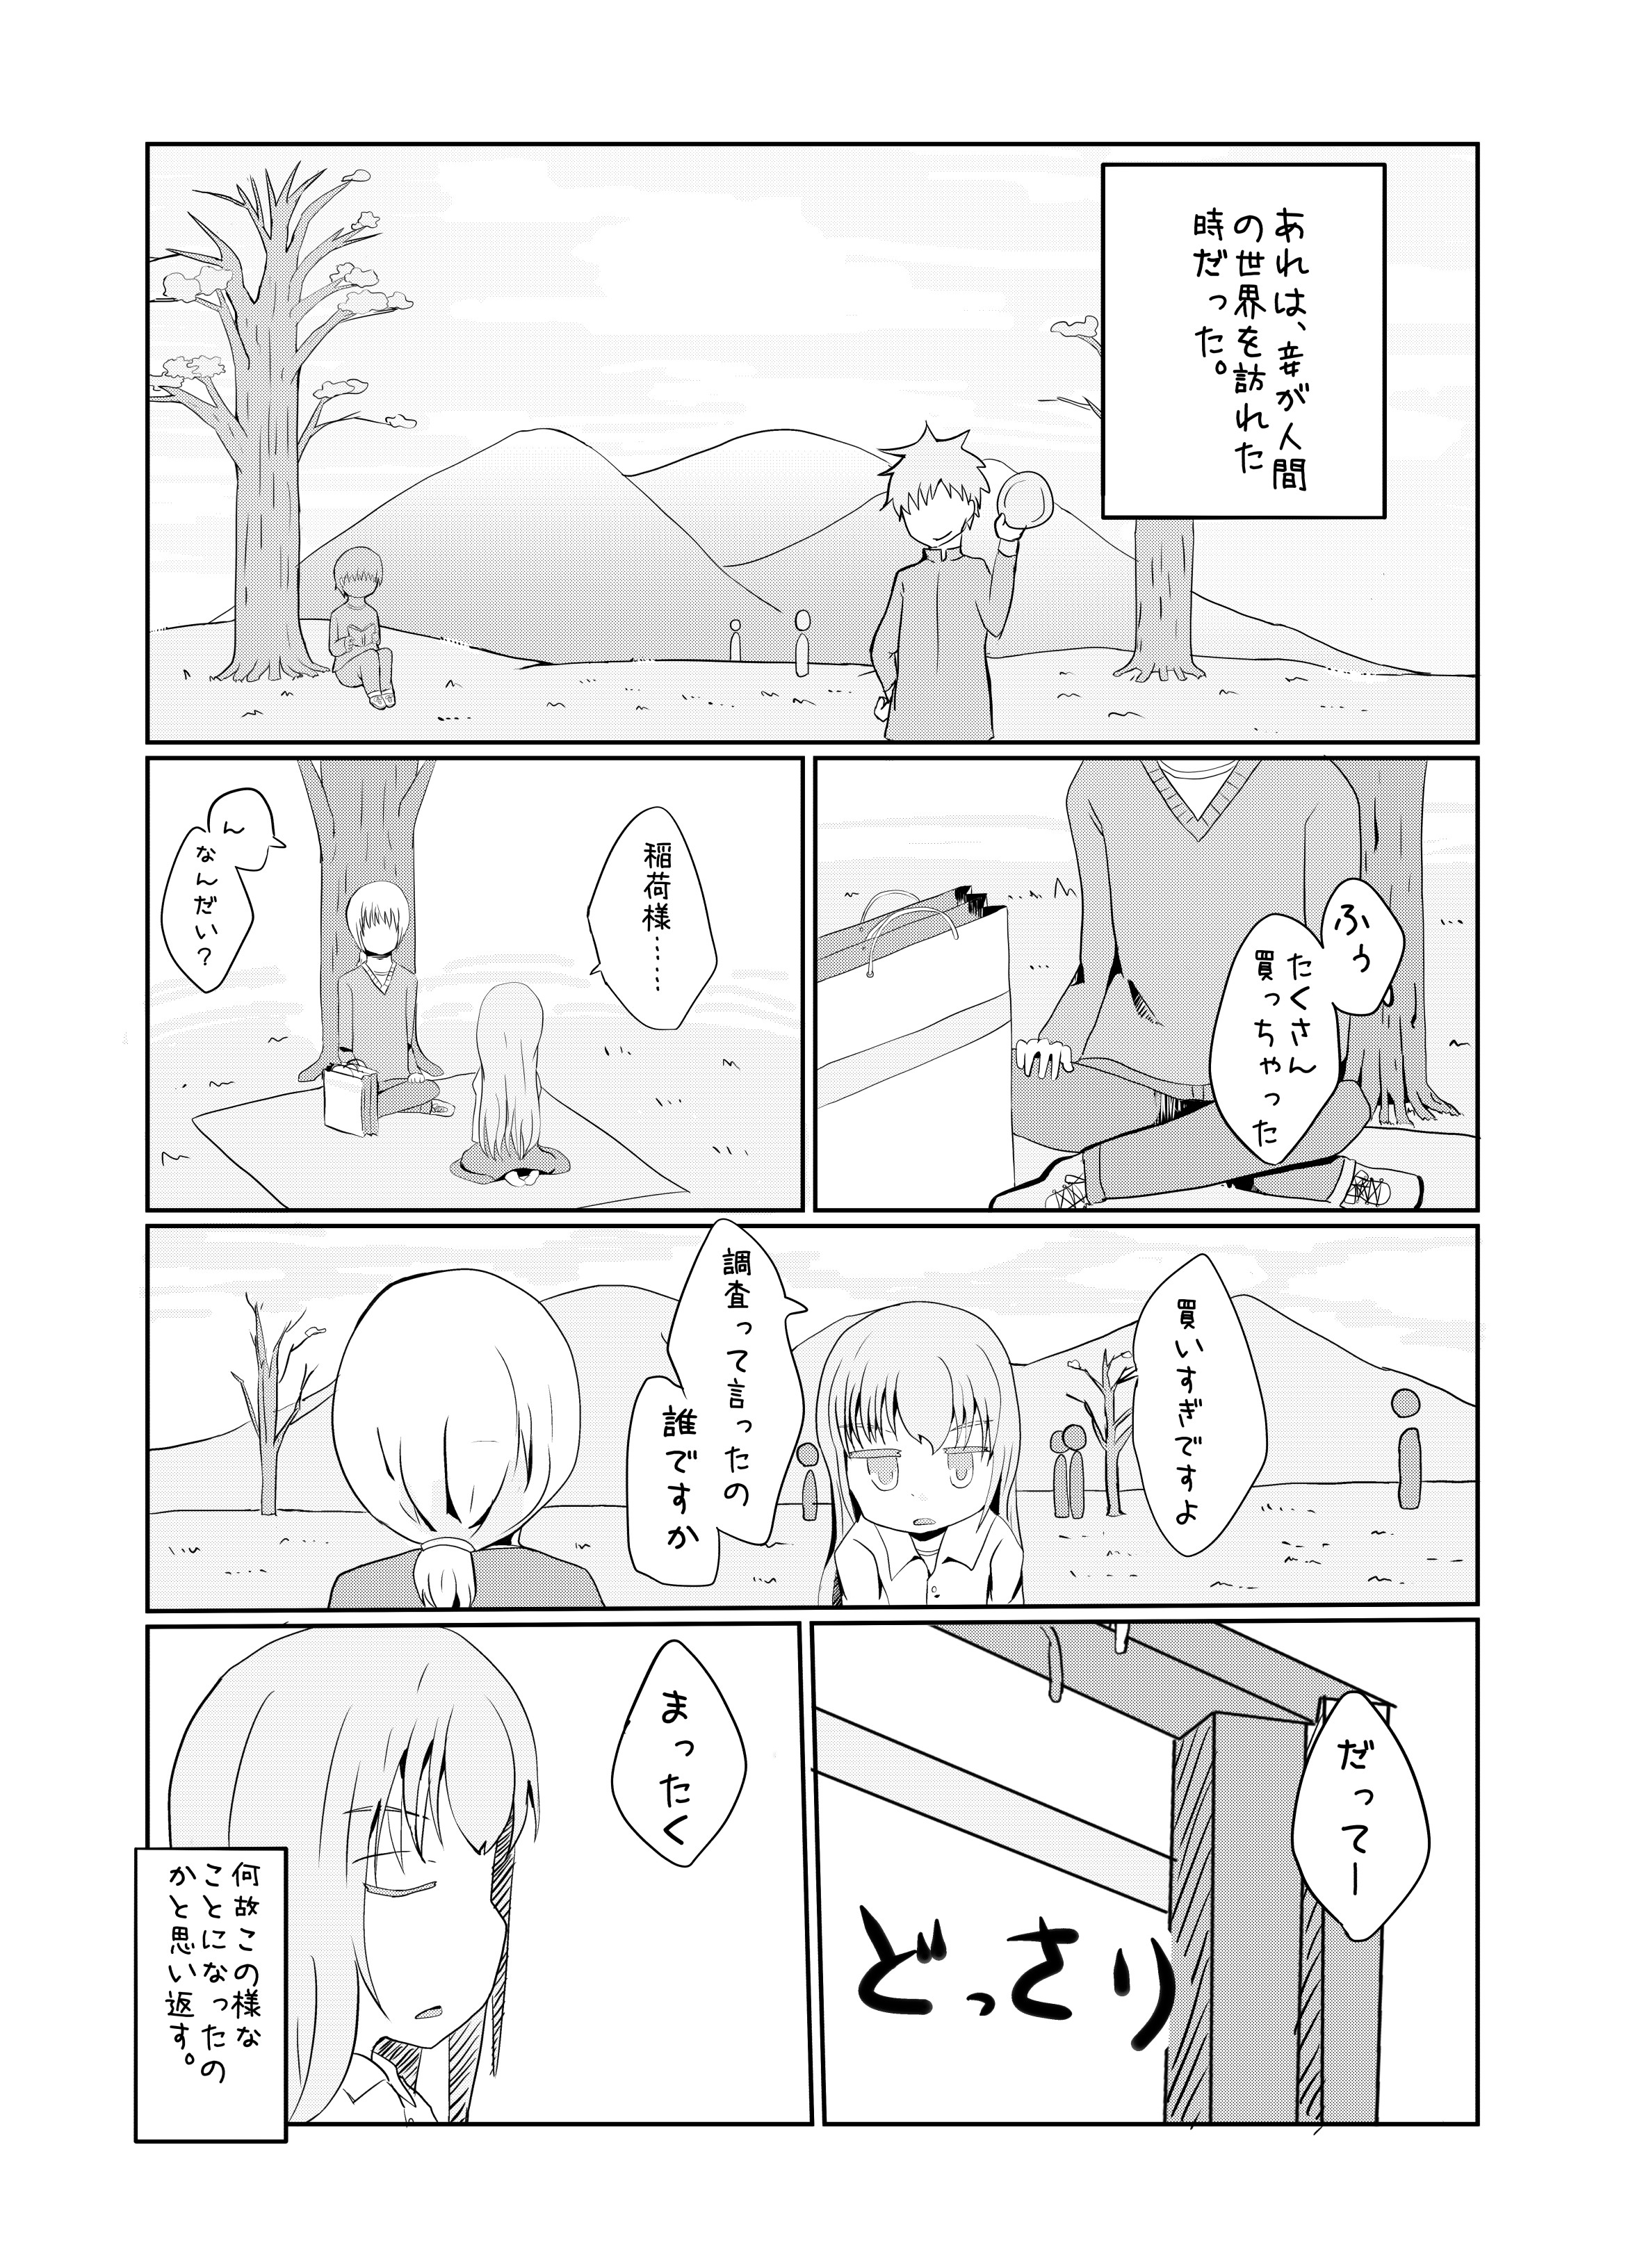 あれは、妾が人間
の世界を訪れた
時だった。
ふぅ
たくさん
買っちゃった
稲荷様……
ん
なんだい？
買いすぎですよ
調査って言ったの
誰ですか
だってー
どっさり
まったく
何故この様な
ことになったの
かと思い返す。